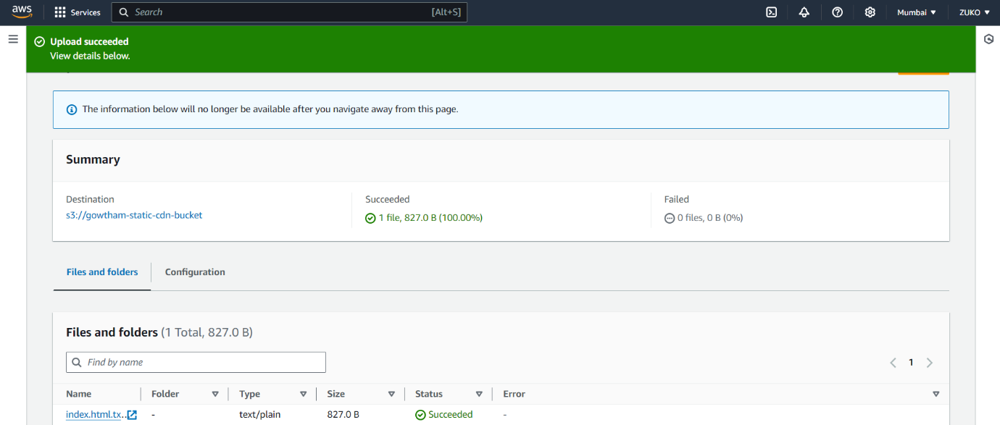 aws Services Search [Alt+S] Mumbai ▼ ZUKO ▼
Upload succeeded
View details below.
The information below will no longer be available after you navigate away from this page.
Summary
Destination Succeeded Failed
s3://gowtham-static-cdn-bucket 1 file, 827.0 B (100.00%) 0 files, 0 B (0%)
Files and folders Configuration
Files and folders (1 Total, 827.0 B)
Find by name 1
Name Folder Type Size Status Error
index.html.tx... - text/plain 827.0 B Succeeded -